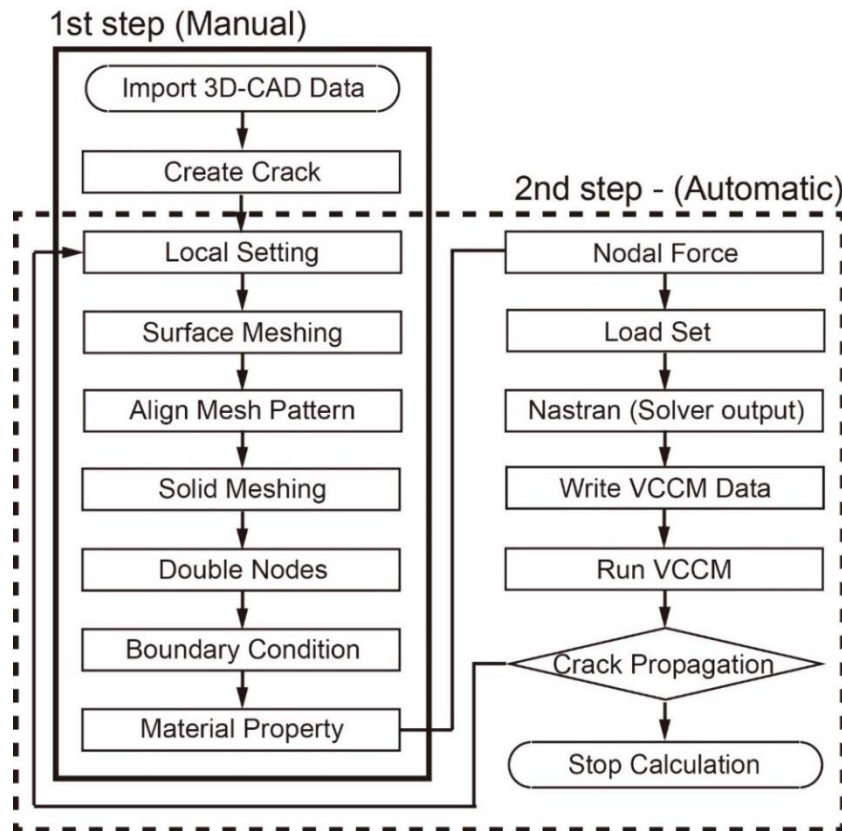 1st step (Manual)
Import 3D-CAD Data
Create Crack
2nd step - (Automatic)
Local Setting
Surface Meshing
Align Mesh Pattern
Solid Meshing
Double Nodes
Boundary Condition
Material Property
Nodal Force
Load Set
Nastran (Solver output)
Write VCCM Data
Run VCCM
Crack Propagation
Stop Calculation